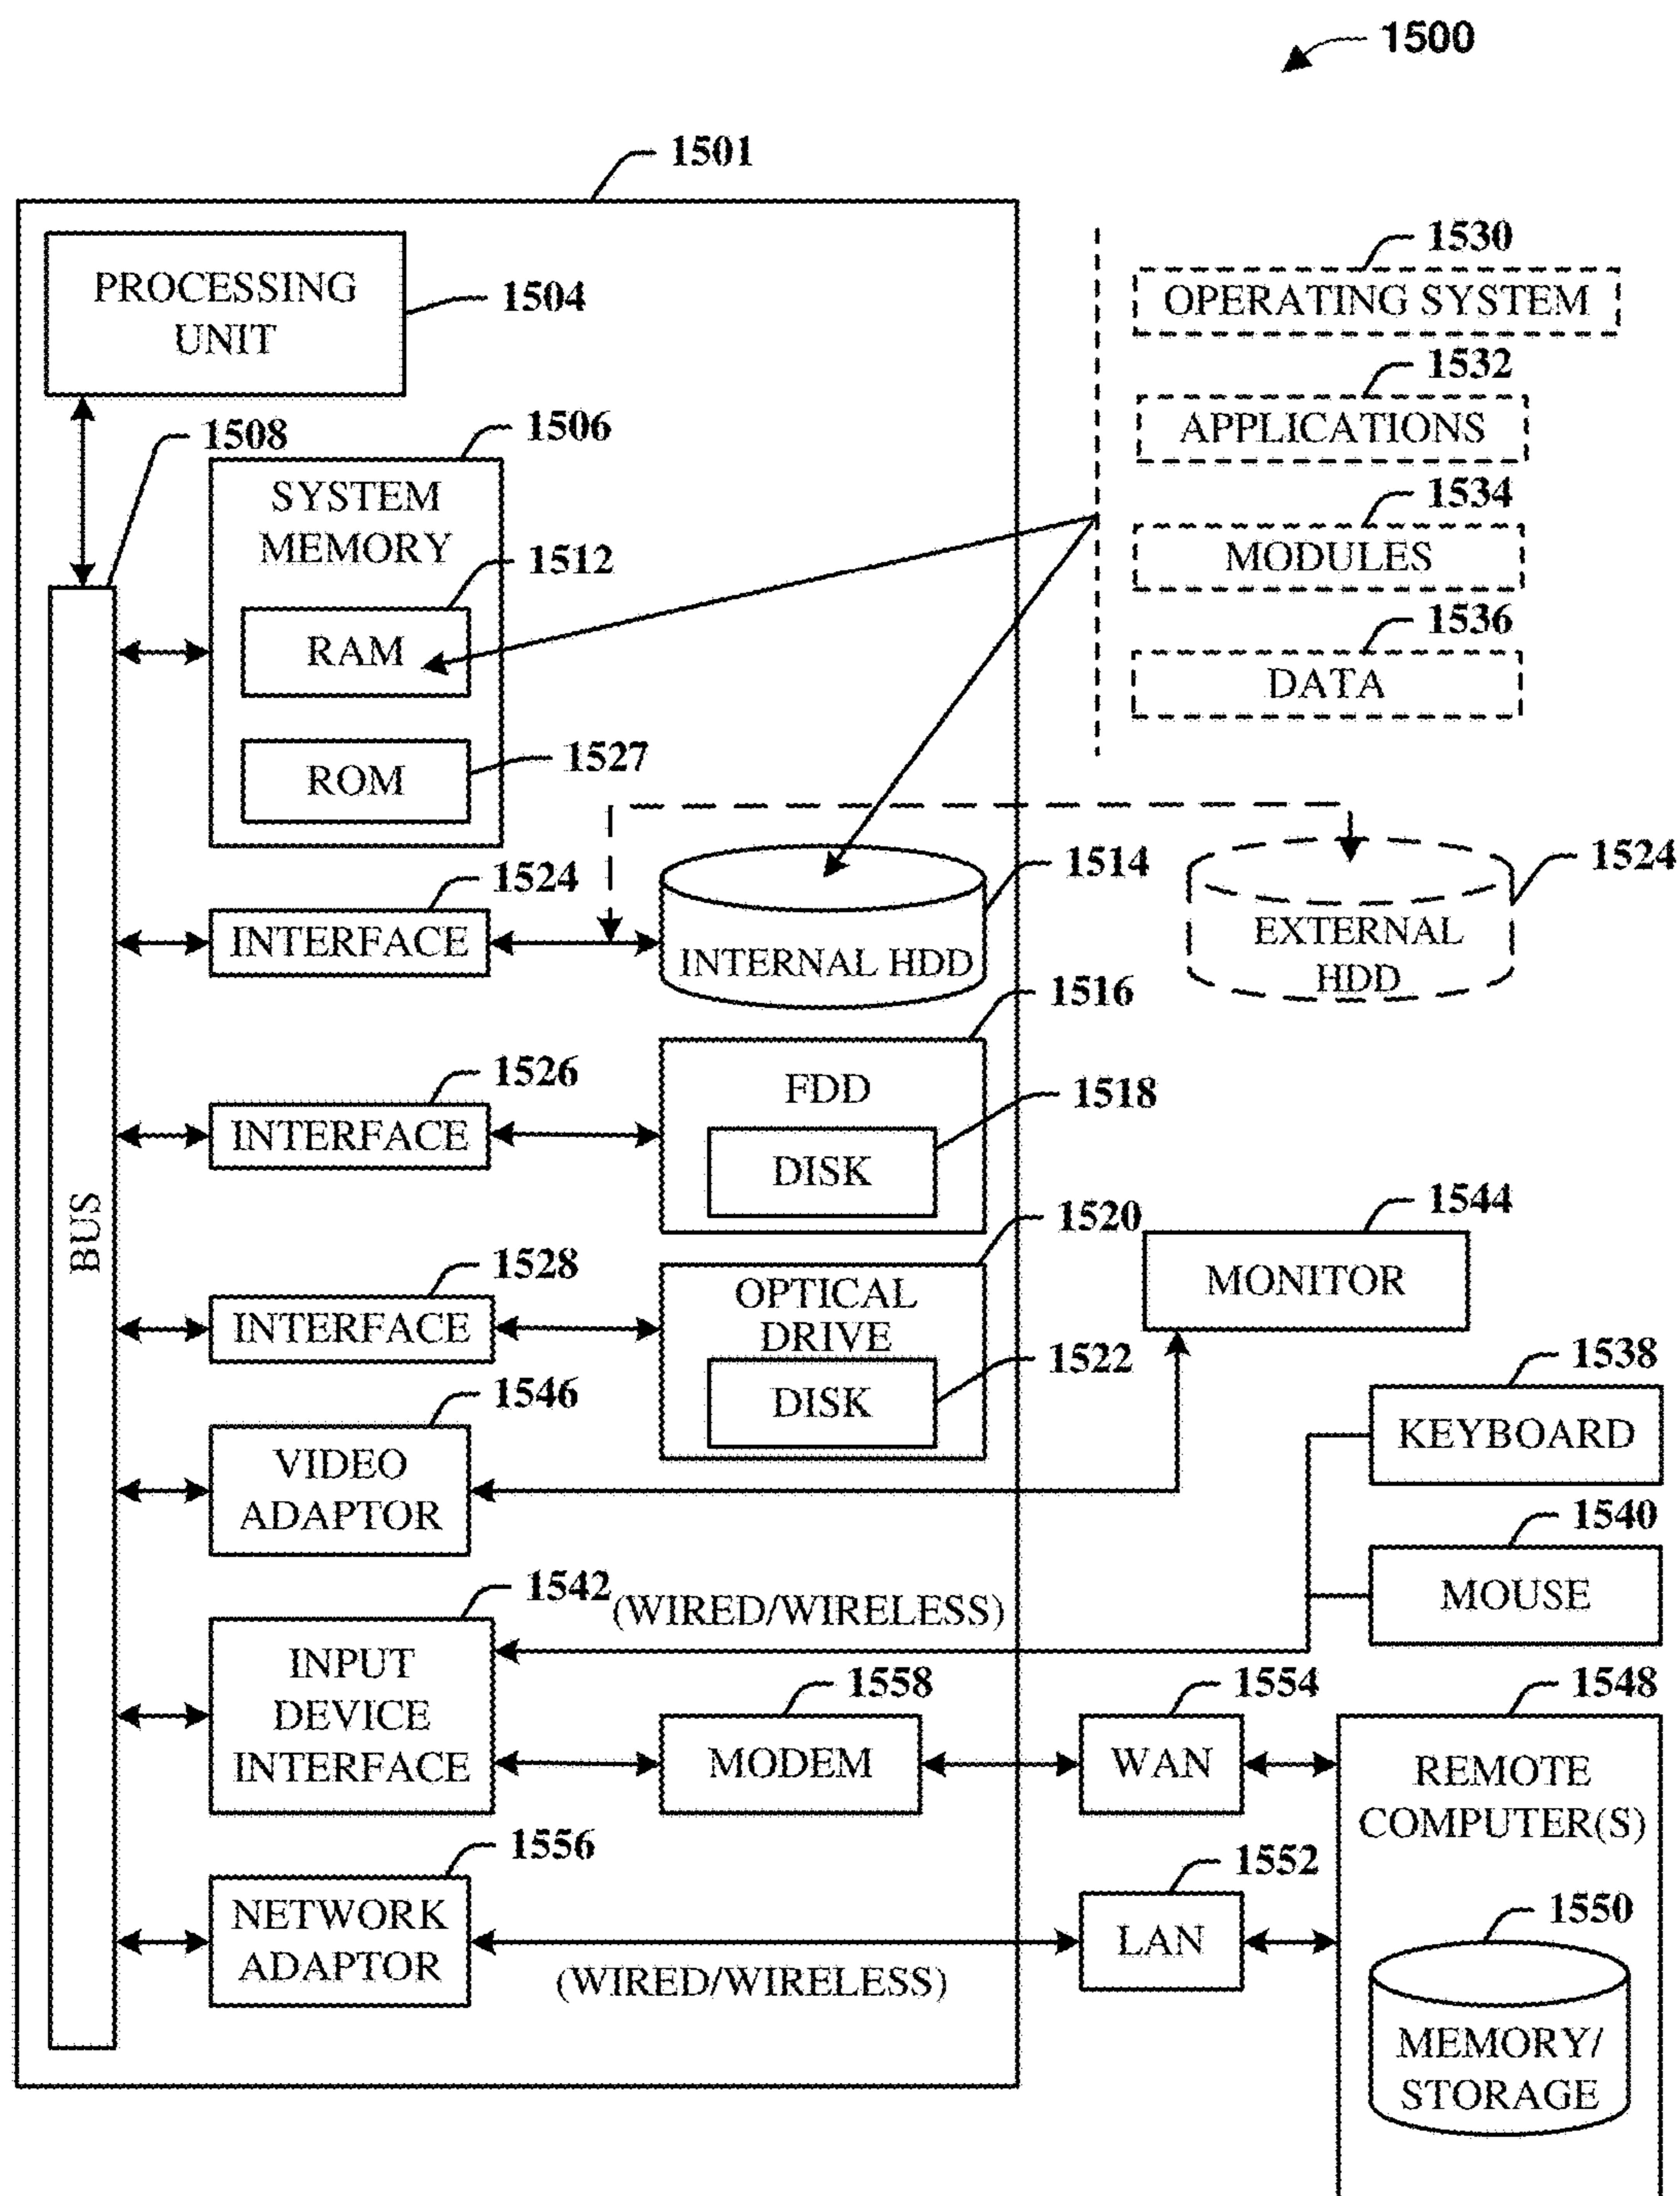 1500
1501
PROCESSING
UNIT
1504
1508
1506
SYSTEM
MEMORY
1512
RAM
ROM
1527
1530
OPERATING SYSTEM
1532
APPLICATIONS
1534
MODULES
1536
DATA
1524
INTERFACE
1514
INTERNAL HDD
1524
EXTERNAL
HDD
1526
INTERFACE
1516
FDD
1518
DISK
BUS
1528
INTERFACE
1520
OPTICAL
DRIVE
1522
DISK
1544
MONITOR
1546
VIDEO
ADAPTOR
1538
KEYBOARD
1540
MOUSE
1542
(WIRED/WIRELESS)
INPUT
DEVICE
INTERFACE
1558
MODEM
1554
WAN
1548
REMOTE
COMPUTER(S)
1556
NETWORK
ADAPTOR
(WIRED/WIRELESS)
1552
LAN
1550
MEMORY/
STORAGE